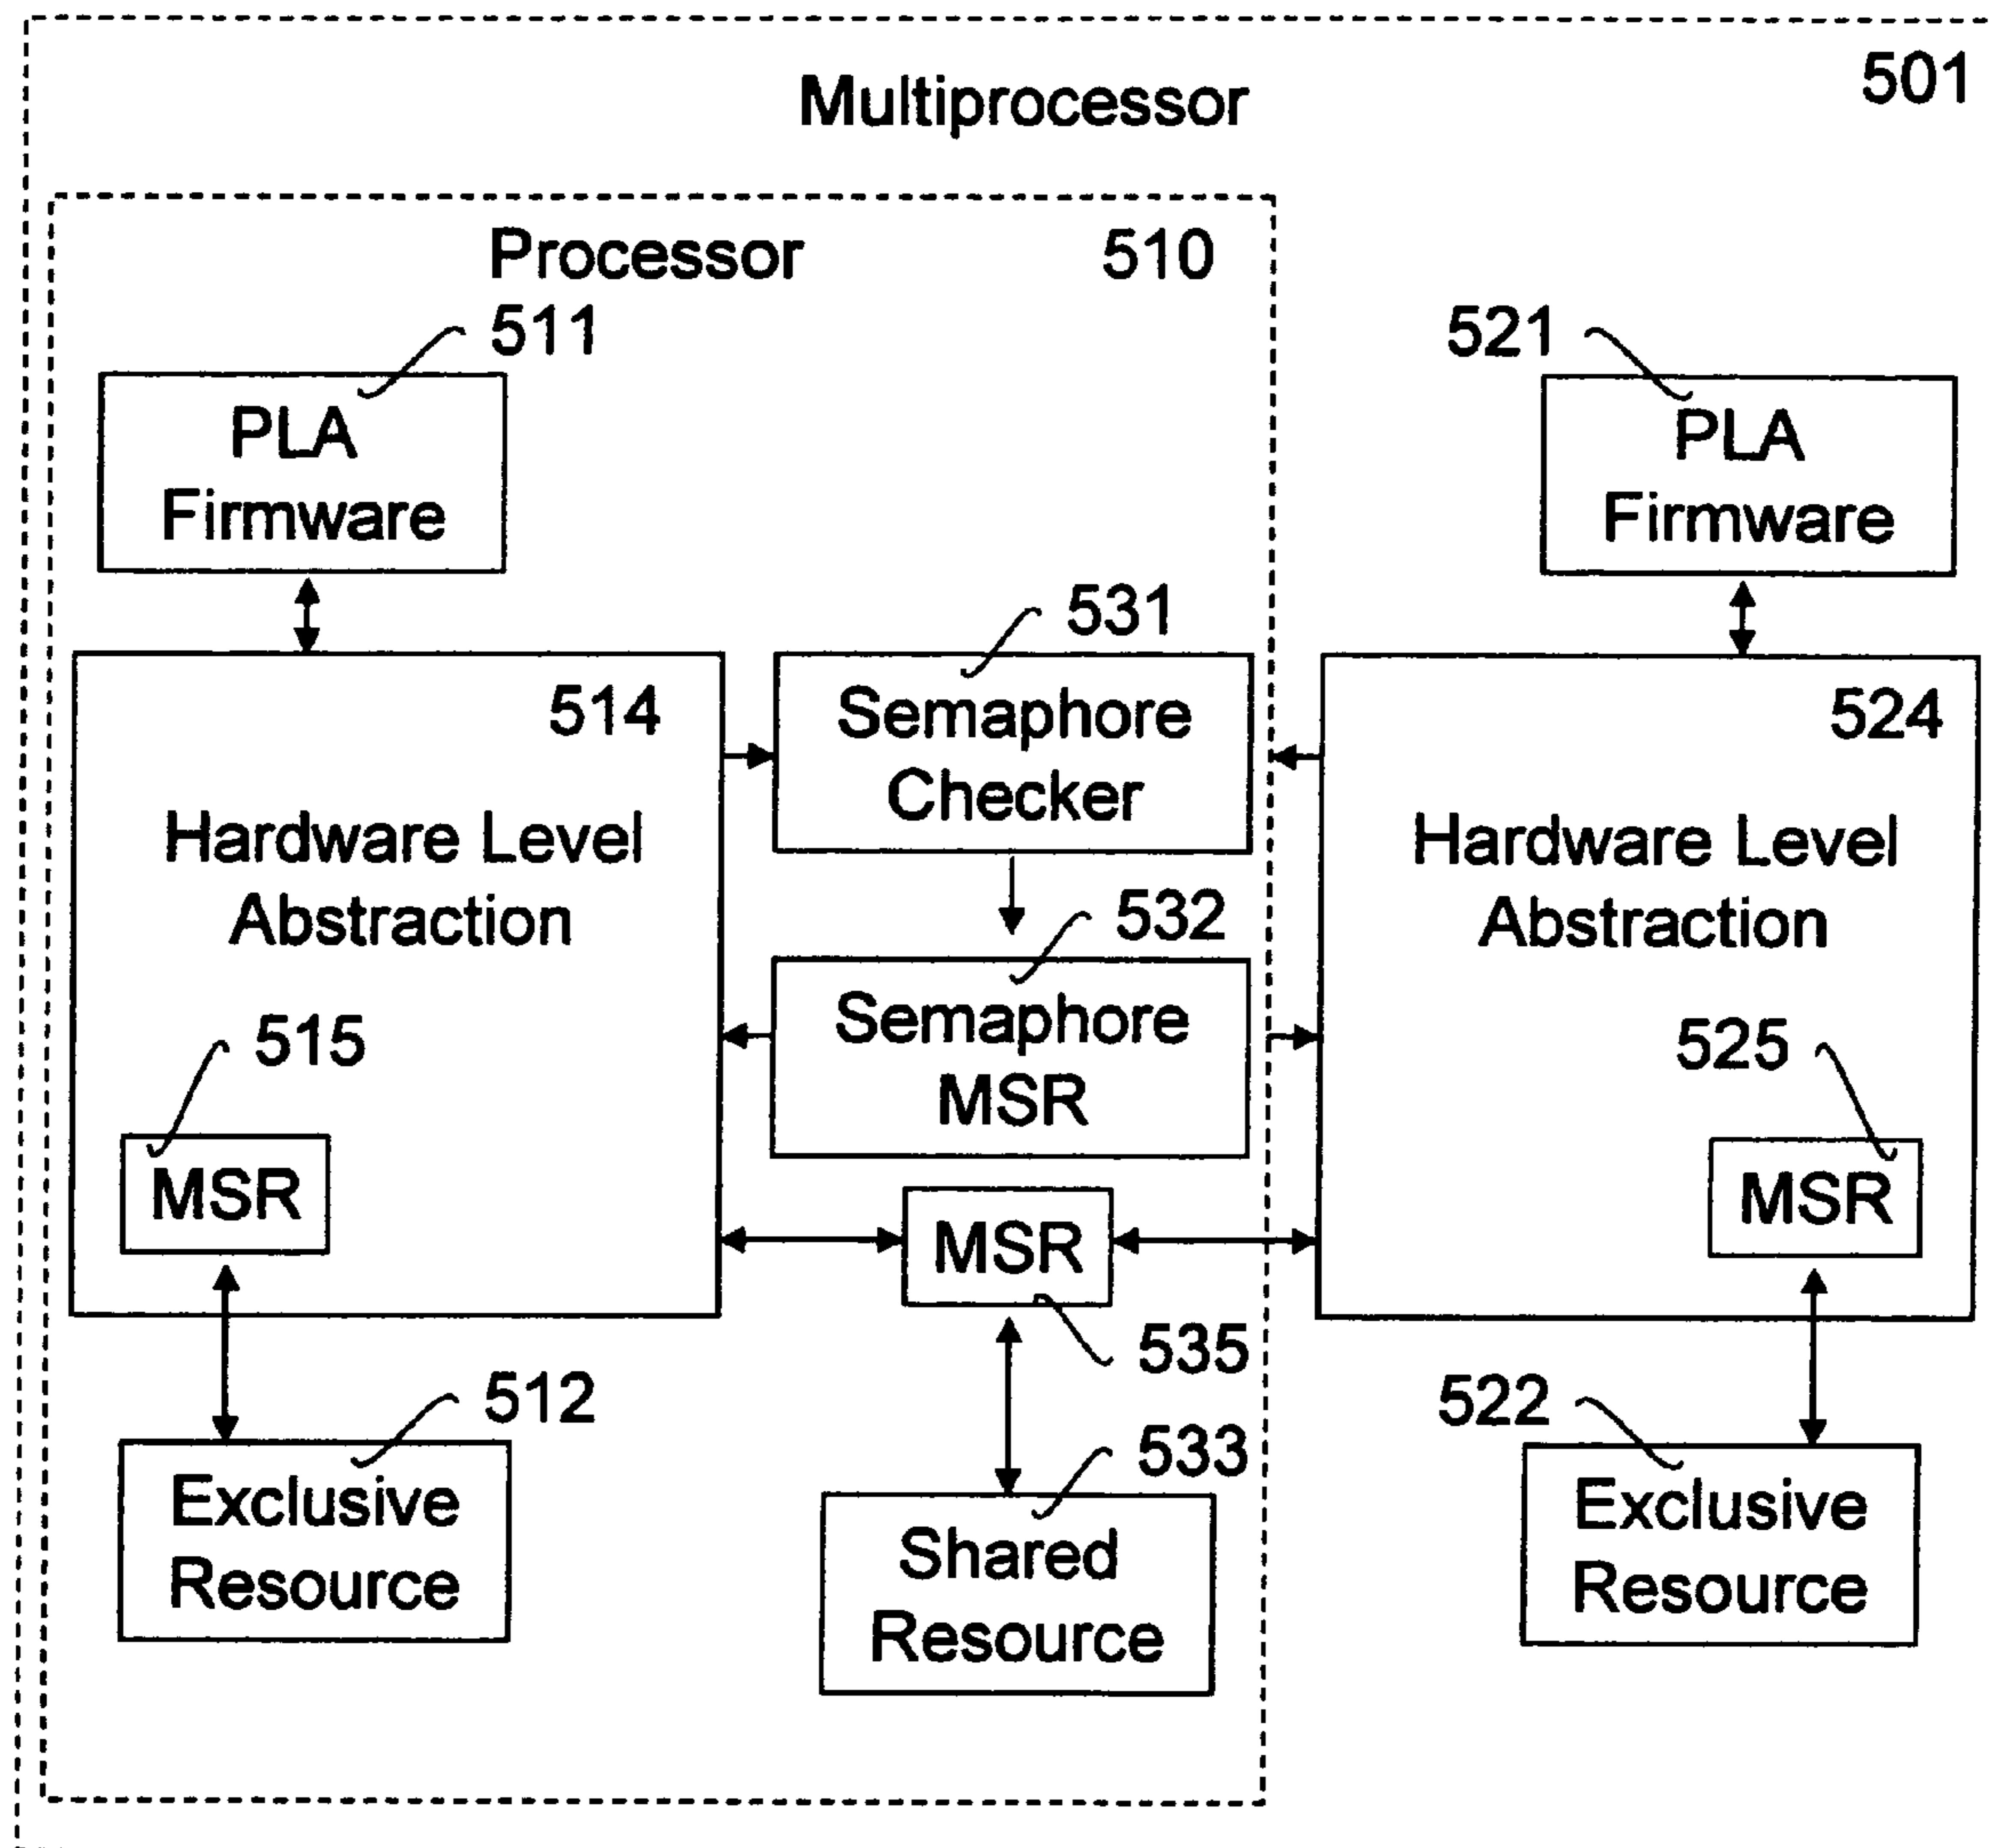 501
Multiprocessor
Processor
510
511
521
PLA
Firmware
PLA
Firmware
531
514
Semaphore
Checker
524
Hardware Level
Abstraction
Hardware Level
Abstraction
532
Semaphore
MSR
515
525
MSR
MSR
MSR
535
512
522
533
Exclusive
Resource
Shared
Resource
Exclusive
Resource